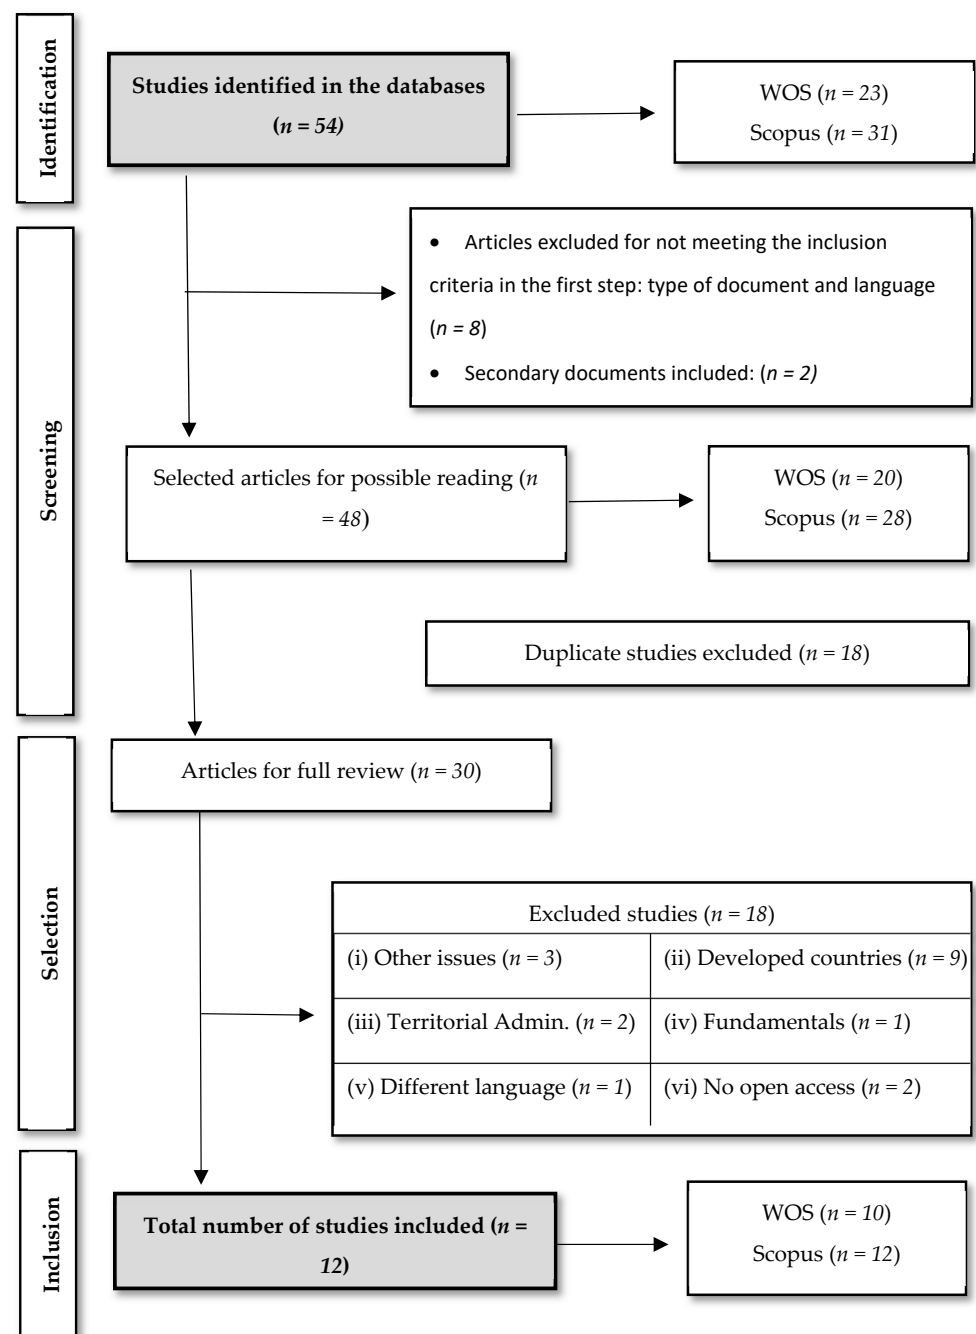 Identification
Studies identified in the databases
(n = 54)
WOS (n = 23)
Scopus (n = 31)
Screening
• Articles excluded for not meeting the inclusion
criteria in the first step: type of document and language
(n = 8)
• Secondary documents included: (n = 2)
Selected articles for possible reading (n
= 48)
WOS (n = 20)
Scopus (n = 28)
Duplicate studies excluded (n = 18)
Selection
Articles for full review (n = 30)
Excluded studies (n = 18)
(i) Other issues (n = 3)
(ii) Developed countries (n = 9)
(iii) Territorial Admin. (n = 2)
(iv) Fundamentals (n = 1)
(v) Different language (n = 1)
(vi) No open access (n = 2)
Inclusion
Total number of studies included (n =
12)
WOS (n = 10)
Scopus (n = 12)